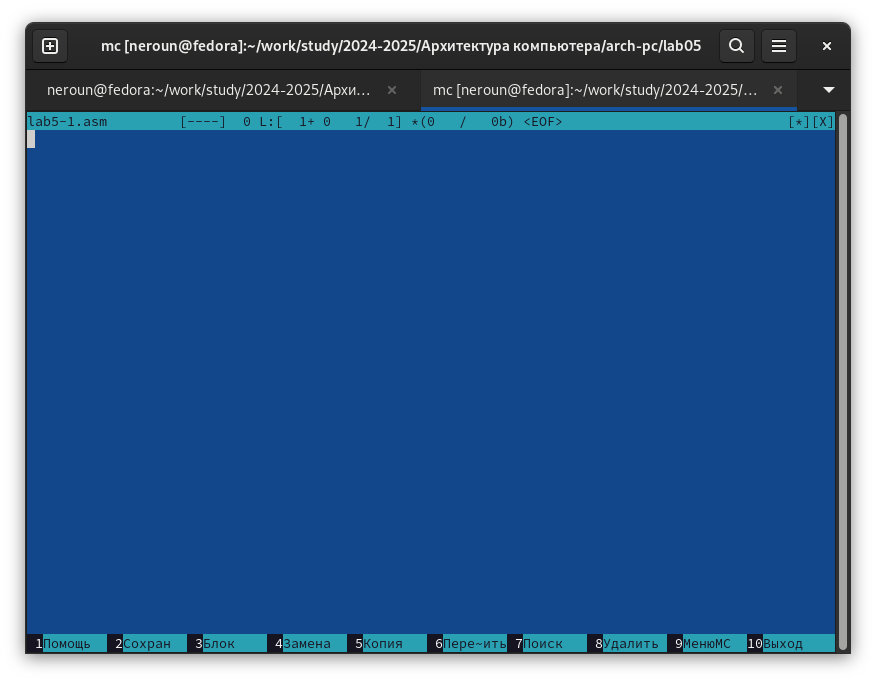 mc [neroun@fedora]:~/work/study/2024-2025/Архитектура компьютера/arch-pc/lab05
neroun@fedora:~/work/study/2024-2025/Архи… × mc [neroun@fedora]:~/work/study/2024-2025/… ×
lab5-1.asm [----] 0 L:[ 1+ 0 1/ 1] *(0 / 0b) <EOF> [*][X]
1Помощь 2Сохран 3Блок 4Замена 5Копия 6Пере~ить 7Поиск 8Удалить 9МенюMC 10Выход